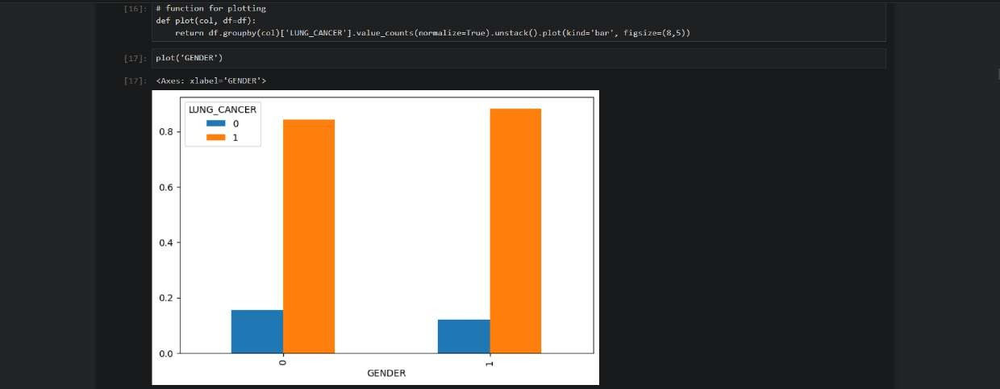 [16]: # function for plotting
def plot(col, df=df):
    return df.groupby(col)['LUNG_CANCER'].value_counts(normalize=True).unstack().plot(kind='bar', figsize=(8,5))
[17]: plot('GENDER')
[17]: <Axes: xlabel='GENDER'>
LUNG_CANCER
0
1
0.8
0.6
0.4
0.2
0.0
0
1
GENDER